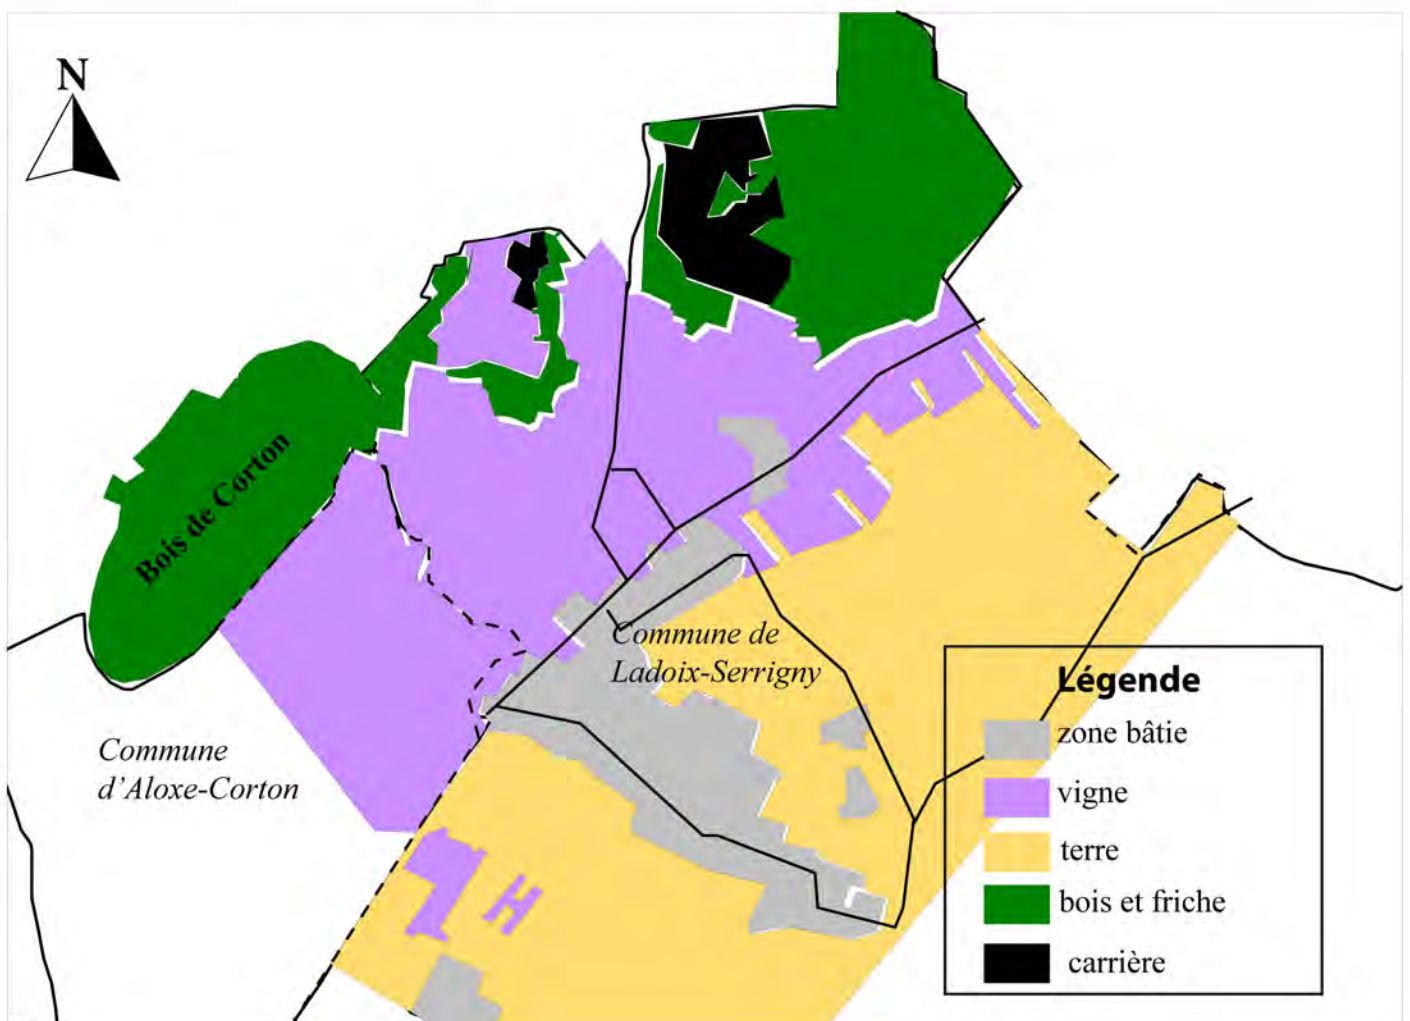 N
Bois de Corton
Commune de
Ladoix-Serrigny
Commune
d'Aloxe-Corton
Légende
zone bâtie
vigne
terre
bois et friche
carrière